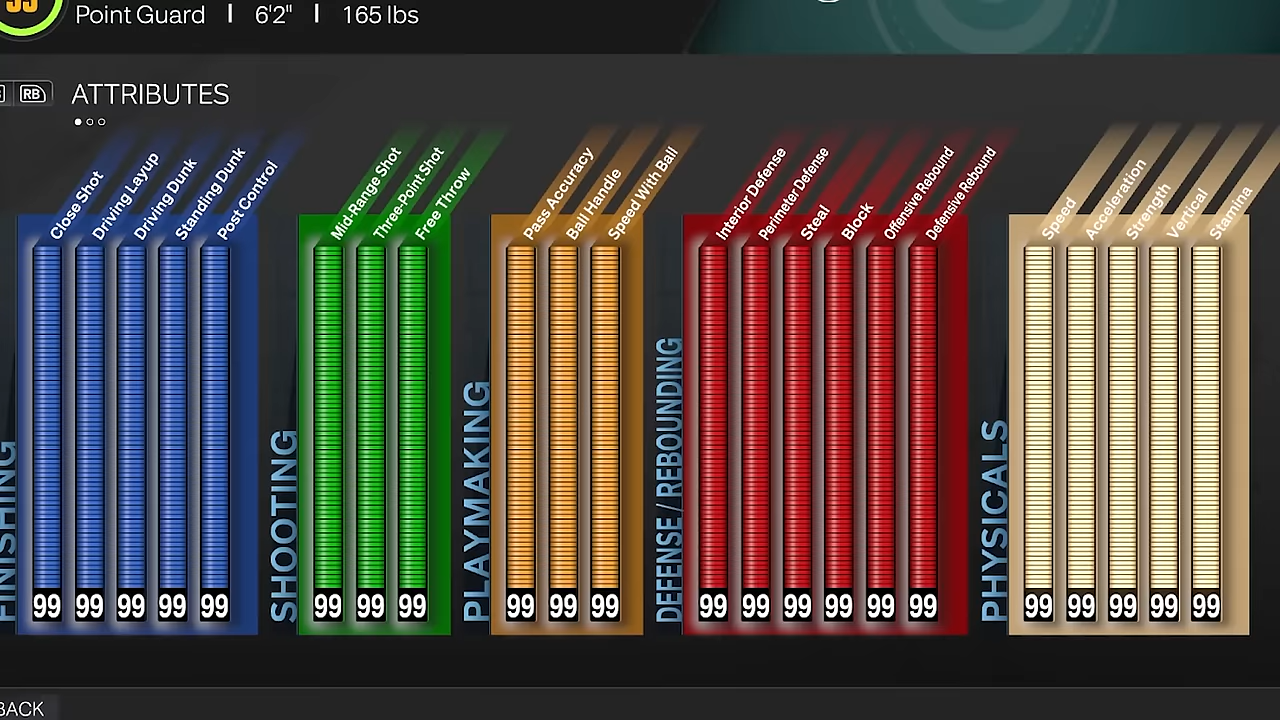 99
Point Guard | 6'2" | 165 lbs
RB ATTRIBUTES
FINISHING
Close Shot
Driving Layup
Driving Dunk
Standing Dunk
Post Control
99 99 99 99 99
SHOOTING
Mid-Range Shot
Three-Point Shot
Free Throw
99 99 99
PLAYMAKING
Pass Accuracy
Ball Handle
Speed With Ball
99 99 99
DEFENSE / REBOUNDING
Interior Defense
Perimeter Defense
Steal
Block
Offensive Rebound
Defensive Rebound
99 99 99 99 99 99
PHYSICALS
Speed
Acceleration
Strength
Vertical
Stamina
99 99 99 99 99
BACK